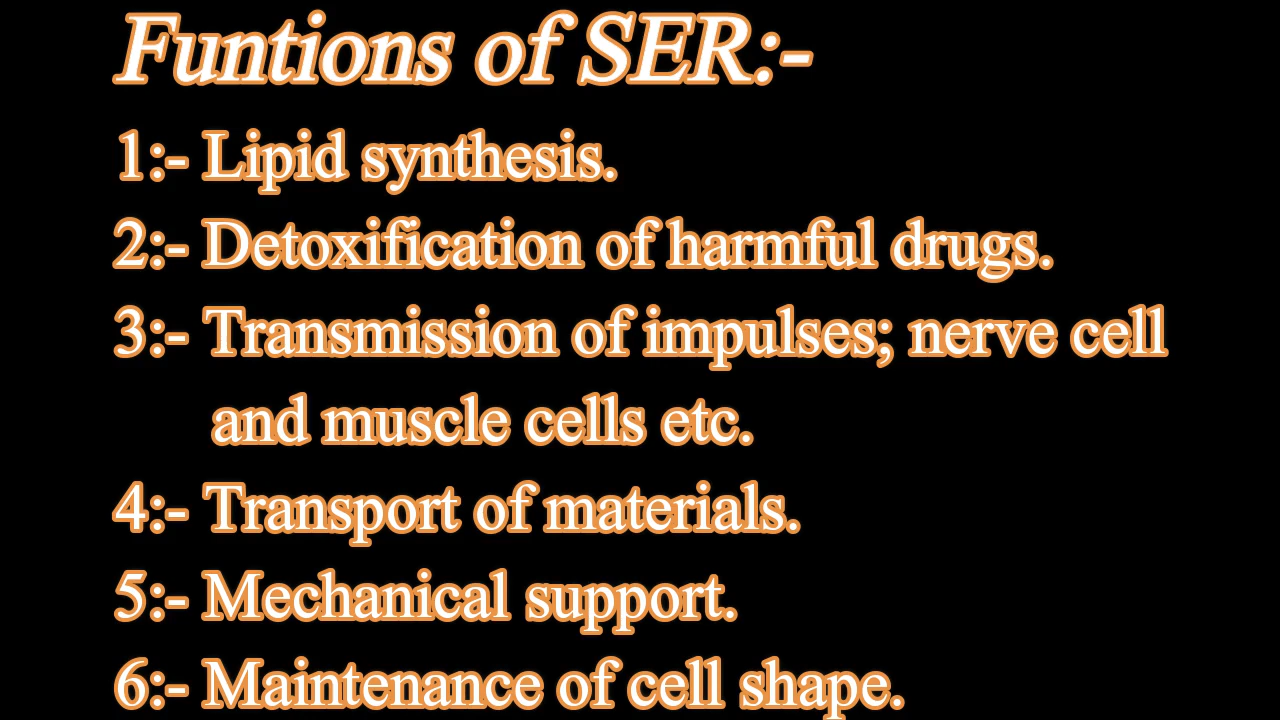 Funtions of SER:-
1:- Lipid synthesis.
2:- Detoxification of harmful drugs.
3:- Transmission of impulses; nerve cell
and muscle cells etc.
4:- Transport of materials.
5:- Mechanical support.
6:- Maintenance of cell shape.